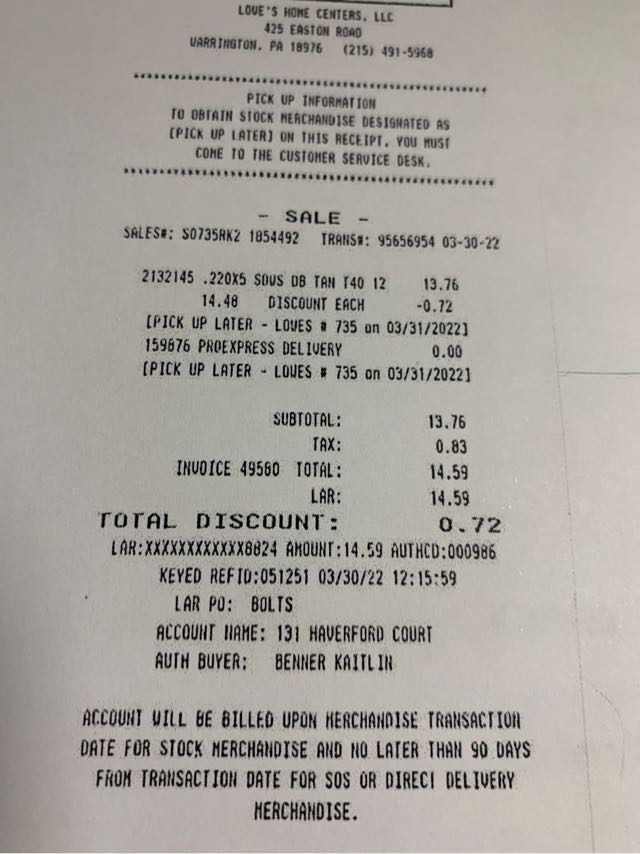 LOWE'S HOME CENTERS, LLC
425 EASTON ROAD
WARRINGTON, PA 18976 (215) 491-5968
PICK UP INFORMATION
TO OBTAIN STOCK MERCHANDISE DESIGNATED AS
[PICK UP LATER] ON THIS RECEIPT, YOU MUST
COME TO THE CUSTOMER SERVICE DESK.
- SALE -
SALES#: S0735RK2 1854492 TRANS#: 95656954 03-30-22
2132145 .220X5 SDWS DB TAN T40 12 13.76
14.48 DISCOUNT EACH -0.72
[PICK UP LATER - LOWES # 735 on 03/31/2022]
159876 PROEXPRESS DELIVERY 0.00
[PICK UP LATER - LOWES # 735 on 03/31/2022]
SUBTOTAL: 13.76
TAX: 0.83
INVOICE 49560 TOTAL: 14.59
LAR: 14.59
TOTAL DISCOUNT: 0.72
LAR:XXXXXXXXXXXX8824 AMOUNT:14.59 AUTHCD:000986
KEYED REFID:051251 03/30/22 12:15:59
LAR PO: BOLTS
ACCOUNT NAME: 131 HAVERFORD COURT
AUTH BUYER: BENNER KAITLIN
ACCOUNT WILL BE BILLED UPON MERCHANDISE TRANSACTION
DATE FOR STOCK MERCHANDISE AND NO LATER THAN 90 DAYS
FROM TRANSACTION DATE FOR SOS OR DIRECT DELIVERY
MERCHANDISE.